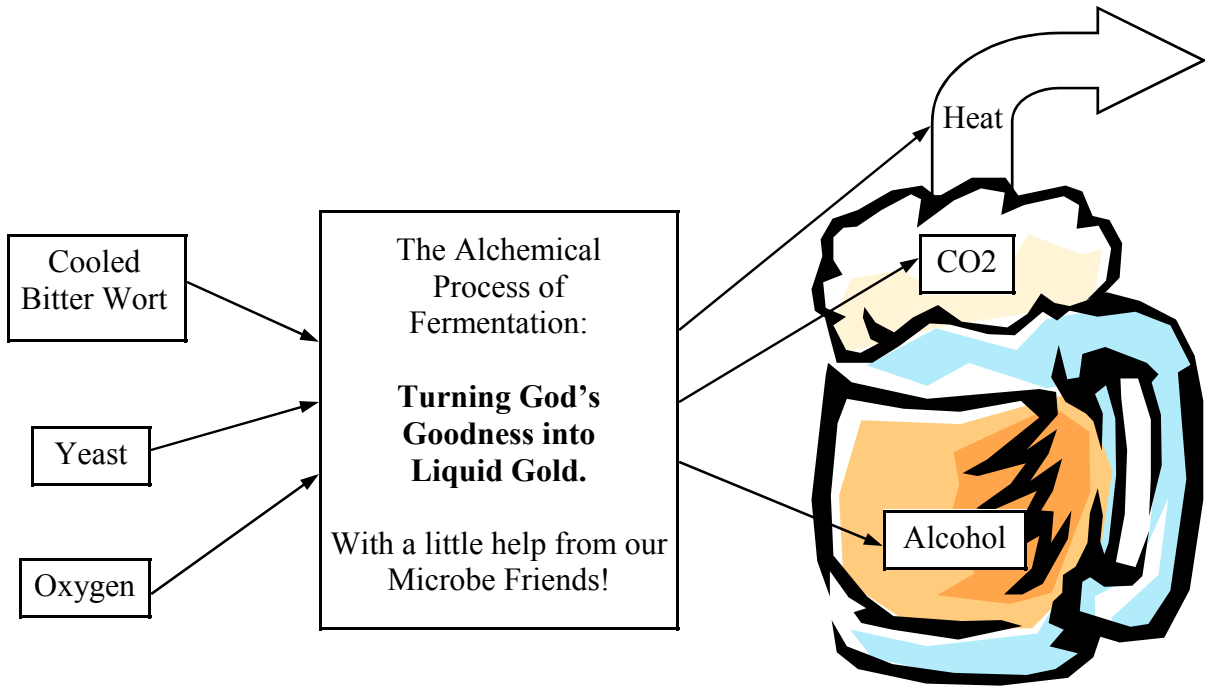 Cooled
Bitter Wort
Yeast
Oxygen
The Alchemical
Process of
Fermentation:
Turning God’s
Goodness into
Liquid Gold.
With a little help from our
Microbe Friends!
Heat
CO2
Alcohol